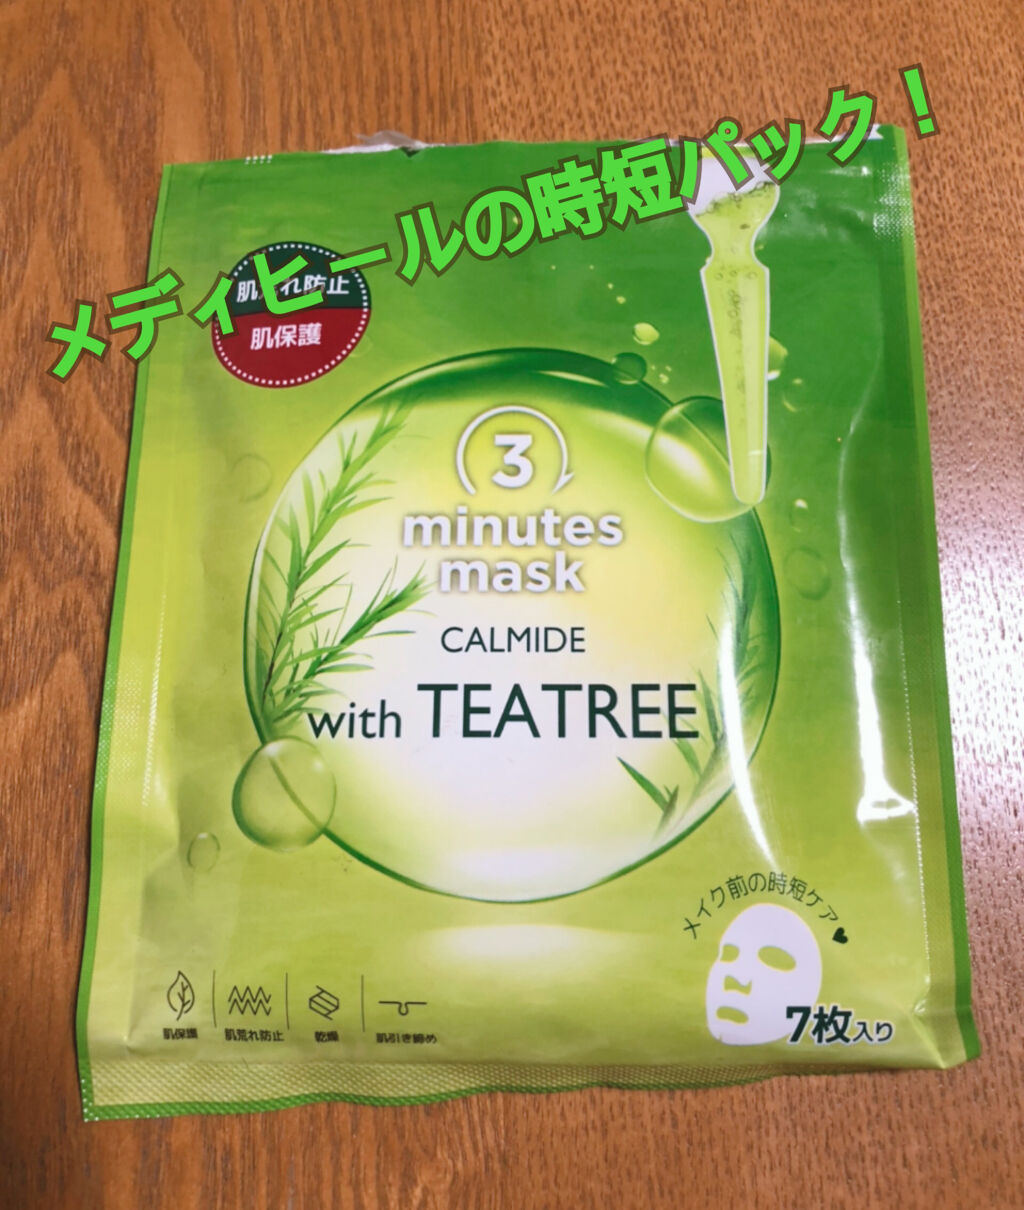 メディヒールの時短パック！
肌荒れ防止
肌保護
3
minutes
mask
CALMIDE
with TEATREE
メイク前の時短ケア♥
7枚入り
肌保護
肌荒れ防止
乾燥
肌引き締め